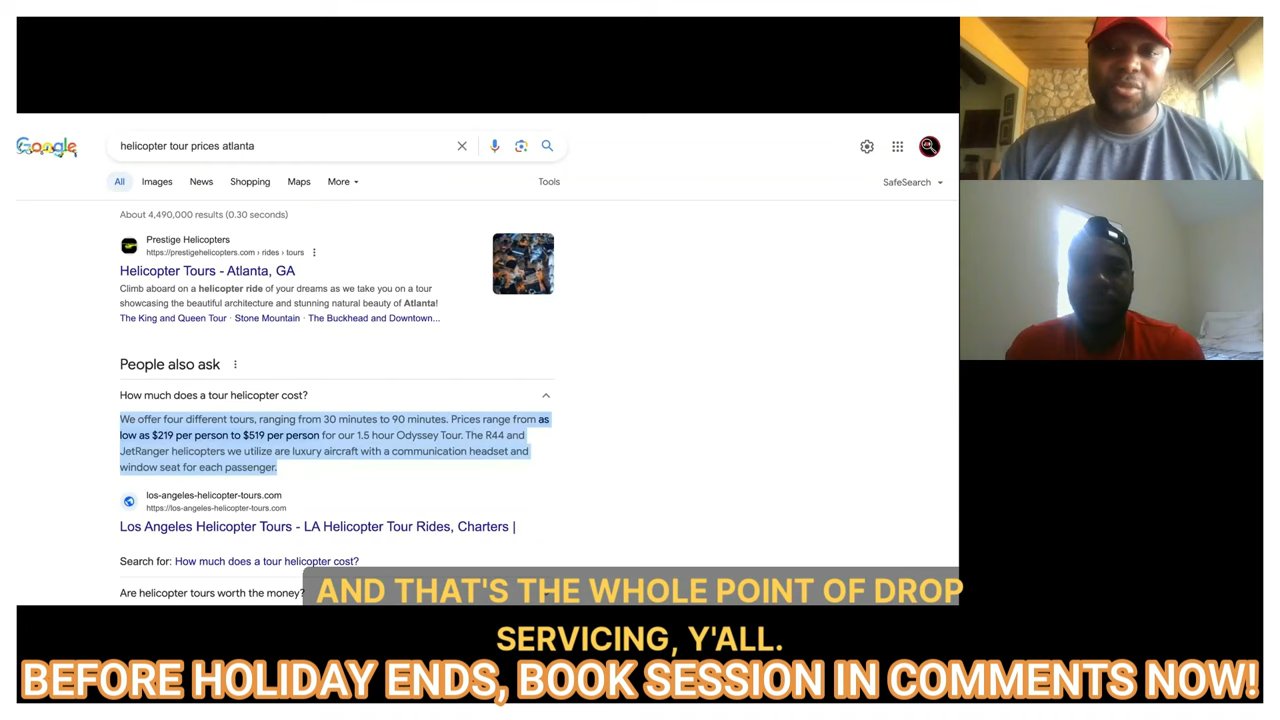 Google
helicopter tour prices atlanta
All Images News Shopping Maps More Tools SafeSearch
About 4,490,000 results (0.30 seconds)
Prestige Helicopters
https://prestigehelicopters.com › rides › tours
Helicopter Tours - Atlanta, GA
Climb aboard on a helicopter ride of your dreams as we take you on a tour
showcasing the beautiful architecture and stunning natural beauty of Atlanta!
The King and Queen Tour · Stone Mountain · The Buckhead and Downtown...
People also ask
How much does a tour helicopter cost?
We offer four different tours, ranging from 30 minutes to 90 minutes. Prices range from as
low as $219 per person to $519 per person for our 1.5 hour Odyssey Tour. The R44 and
JetRanger helicopters we utilize are luxury aircraft with a communication headset and
window seat for each passenger.
los-angeles-helicopter-tours.com
https://los-angeles-helicopter-tours.com
Los Angeles Helicopter Tours - LA Helicopter Tour Rides, Charters |
Search for: How much does a tour helicopter cost?
Are helicopter tours worth the money?
AND THAT'S THE WHOLE POINT OF DROP
SERVICING, Y'ALL.
BEFORE HOLIDAY ENDS, BOOK SESSION IN COMMENTS NOW!